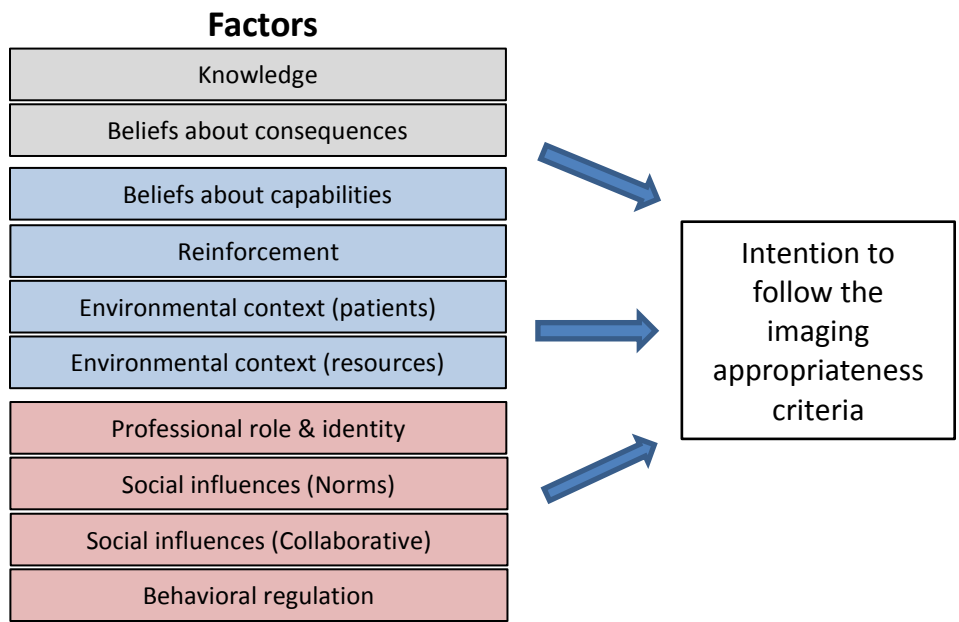 Factors
Knowledge
Beliefs about consequences
Beliefs about capabilities
Reinforcement
Environmental context (patients)
Environmental context (resources)
Professional role & identity
Social influences (Norms)
Social influences (Collaborative)
Behavioral regulation
Intention to
follow the
imaging
appropriateness
criteria